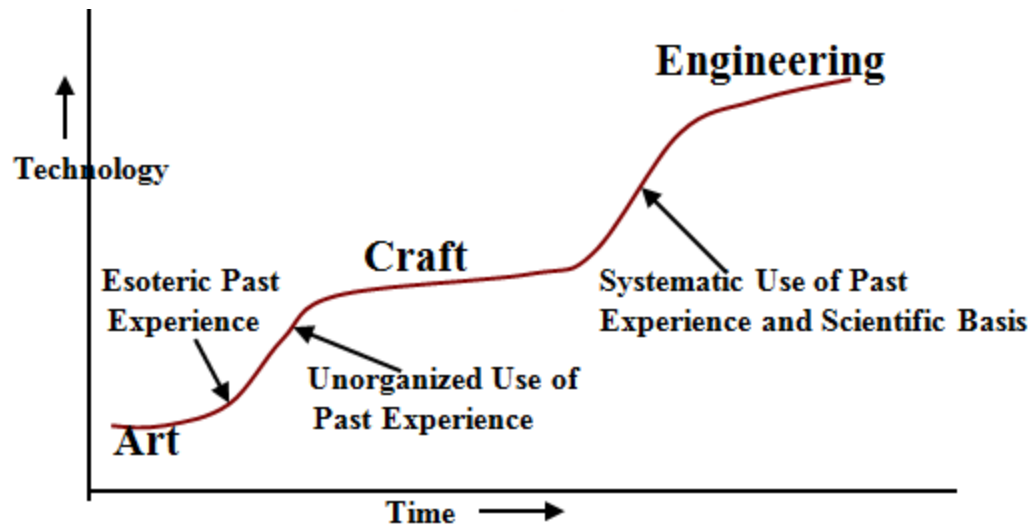 Engineering
Technology
Craft
Esoteric Past
Experience
Systematic Use of Past
Experience and Scientific Basis
Unorganized Use of
Past Experience
Art
Time